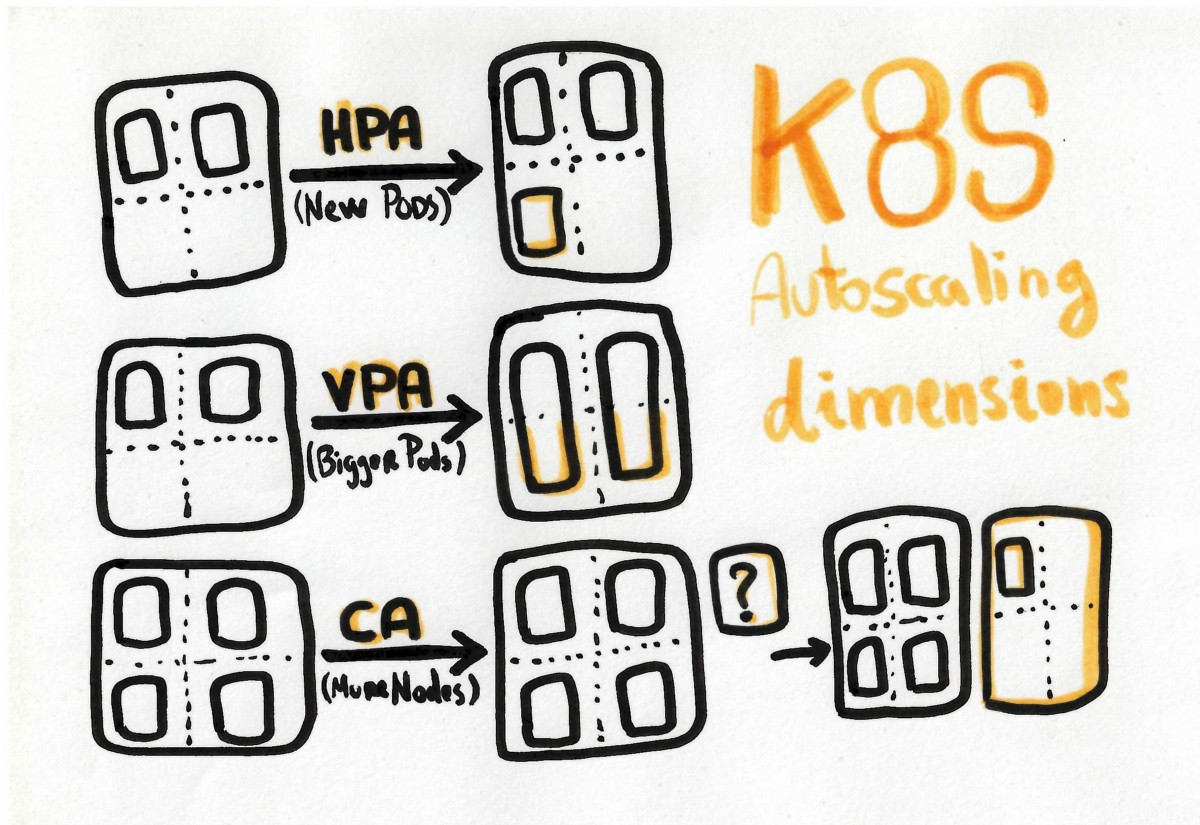 HPA
(New Pods)
K8S
Autoscaling
dimensions
VPA
(Bigger Pods)
CA
(More Nodes)
?